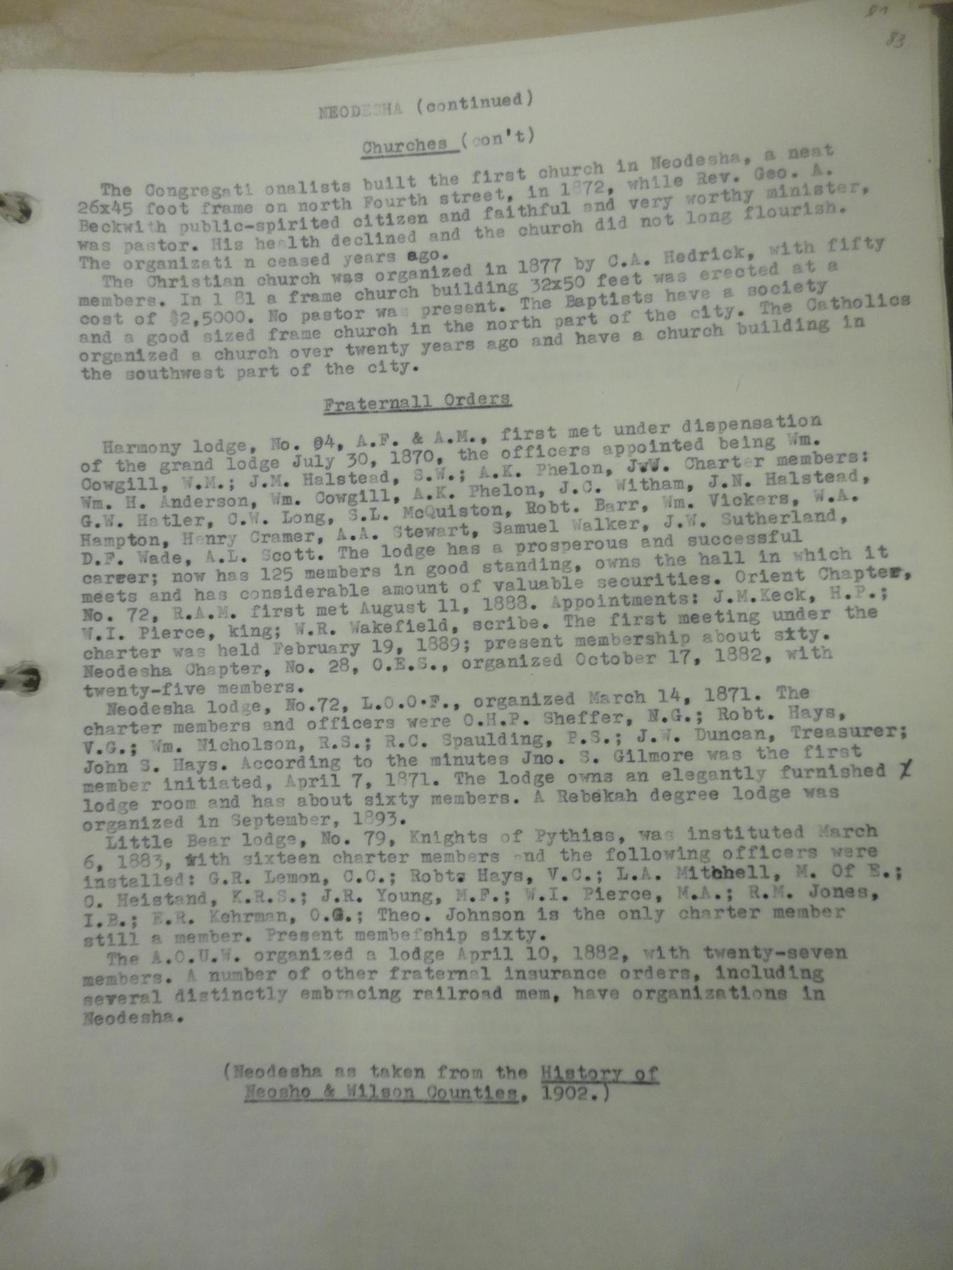 83
NEODESHA (continued)
Churches (con't)
The Congregati onalists built the first church in Neodesha, a neat
26x45 foot frame on north Fourth street, in 1872, while Rev. Geo. A.
Beckwith public-spirited citizen and faithful and very worthy minister,
was pastor. His health declined and the church did not long flourish.
The organizati n ceased years ago.
The Christian church was organized in 1877 by C.A. Hedrick, with fifty
members. In 1 81 a frame church building 32x50 feet was erected at a
cost of $2,5000. No pastor was present. The Baptists have a society
and a good sized frame church in the north part of the city. The Catholics
organized a church over twenty years ago and have a church building in
the southwest part of the city.
Fraternall Orders
Harmony lodge, No. 94, A.F. & A.M., first met under dispensation
of the grand lodge July 30, 1870, the officers appointed being Wm.
Cowgill, W.M.; J.M. Halstead, S.W.; A.K. Phelon, J.W. Charter members:
Wm. H. Anderson, Wm. Cowgill, A.K. Phelon, J.C. Witham, J.N. Halstead,
G.W. Hatler, C.W. Long, S.L. McQuiston, Robt. Barr, Wm. Vickers, W.A.
Hampton, Henry Cramer, A.A. Stewart, Samuel Walker, J.W. Sutherland,
D.F. Wade, A.L. Scott. The lodge has a prosperous and successful
career; now has 125 members in good standing, owns the hall in which it
meets and has considerable amount of valuable securities. Orient Chapter,
No. 72, R.A.M. first met August 11, 1888. Appointments: J.M.Keck, H.P.;
W.I. Pierce, king; W.R. Wakefield, scribe. The first meeting under the
charter was held February 19, 1889; present membership about sxty.
Neodesha Chapter, No. 28, O.E.S., organized October 17, 1882, with
twenty-five members.
Neodesha lodge, No.72, L.O.O.F., organized March 14, 1871. The
charter members and officers were O.H.P. Sheffer, N.G.; Robt. Hays,
V.G.; Wm. Nicholson, R.S.; R.C. Spaulding, P.S.; J.W. Duncan, Treasurer;
John S. Hays. According to the minutes Jno. S. Gilmore was the first
member initiated, April 7, 1871. The lodge owns an elegantly furnished
lodge room and has about sixty members. A Rebekah degree lodge was
organized in September, 1893.
Little Bear lodge, No. 79, Knights of Pythias, was instituted March
6, 1883, with sixteen charter members and the following officers were
installed: G.R. Lemon, C.C.; Robt. Hays, V.C.; L.A. Mitchell, M. Of E.;
C. Heistand, K.R.S.; J.R. Young, M.F.; W.I. Pierce, M.A.; R.M. Jones,
I.B.; E.R. Kehrman, O.G.; Theo. Johnson is the only charter member
still a member. Present membership sixty.
The A.O.U.W. organized a lodge April 10, 1882, with twenty-seven
members. A number of other fraternal insurance orders, including
several distinctly embracing railroad mem, have organizations in
Neodesha.
(Neodesha as taken from the History of
Neosho & Wilson Counties, 1902.)